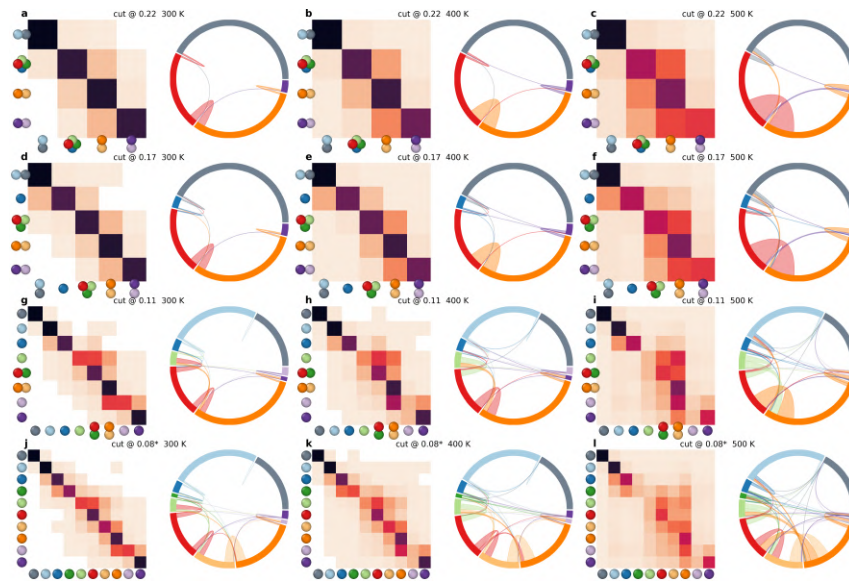 a cut @ 0.22 300 K
b cut @ 0.22 400 K
c cut @ 0.22 500 K
d cut @ 0.17 300 K
e cut @ 0.17 400 K
f cut @ 0.17 500 K
g cut @ 0.11 300 K
h cut @ 0.11 400 K
i cut @ 0.11 500 K
j cut @ 0.08* 300 K
k cut @ 0.08* 400 K
l cut @ 0.08* 500 K